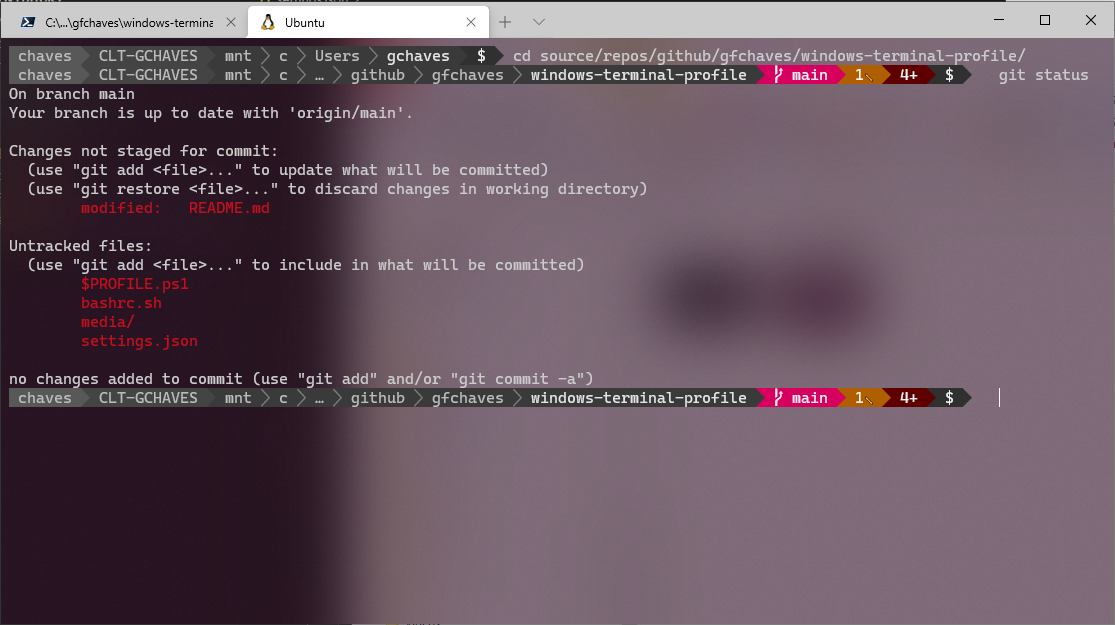 C:\...\gfchaves\windows-termina Ubuntu
chaves CLT-GCHAVES mnt c Users gchaves $ cd source/repos/github/gfchaves/windows-terminal-profile/
chaves CLT-GCHAVES mnt c … github gfchaves windows-terminal-profile main 1✎ 4+ $ git status
On branch main
Your branch is up to date with 'origin/main'.
Changes not staged for commit:
(use "git add <file>..." to update what will be committed)
(use "git restore <file>..." to discard changes in working directory)
modified: README.md
Untracked files:
(use "git add <file>..." to include in what will be committed)
$PROFILE.ps1
bashrc.sh
media/
settings.json
no changes added to commit (use "git add" and/or "git commit -a")
chaves CLT-GCHAVES mnt c … github gfchaves windows-terminal-profile main 1✎ 4+ $